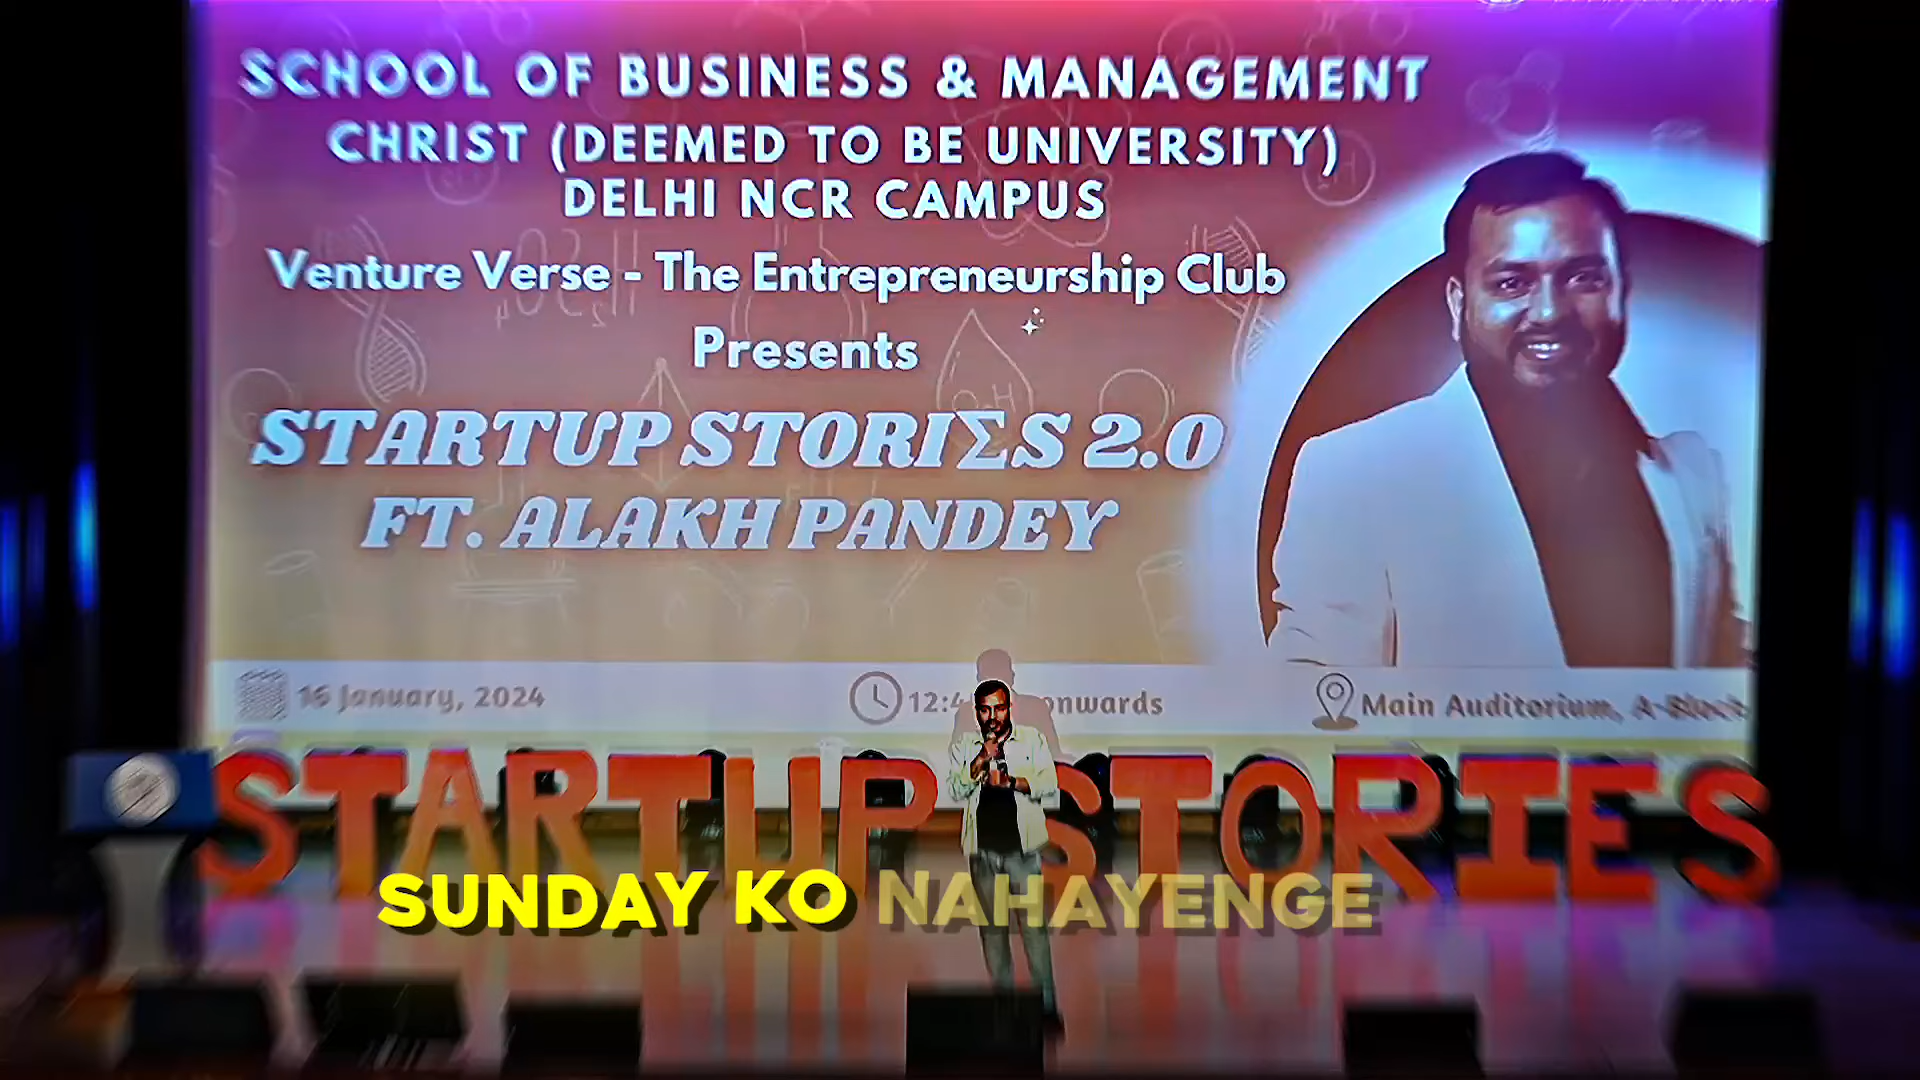 SCHOOL OF BUSINESS & MANAGEMENT
CHRIST (DEEMED TO BE UNIVERSITY)
DELHI NCR CAMPUS
Venture Verse - The Entrepreneurship Club
Presents
STARTUP STORIΣS 2.0
FT. ALAKH PANDEY
16 January, 2024
onwards
Main Auditorium, A-Block
STARTUP STORIES
SUNDAY KO NAHAYENGE